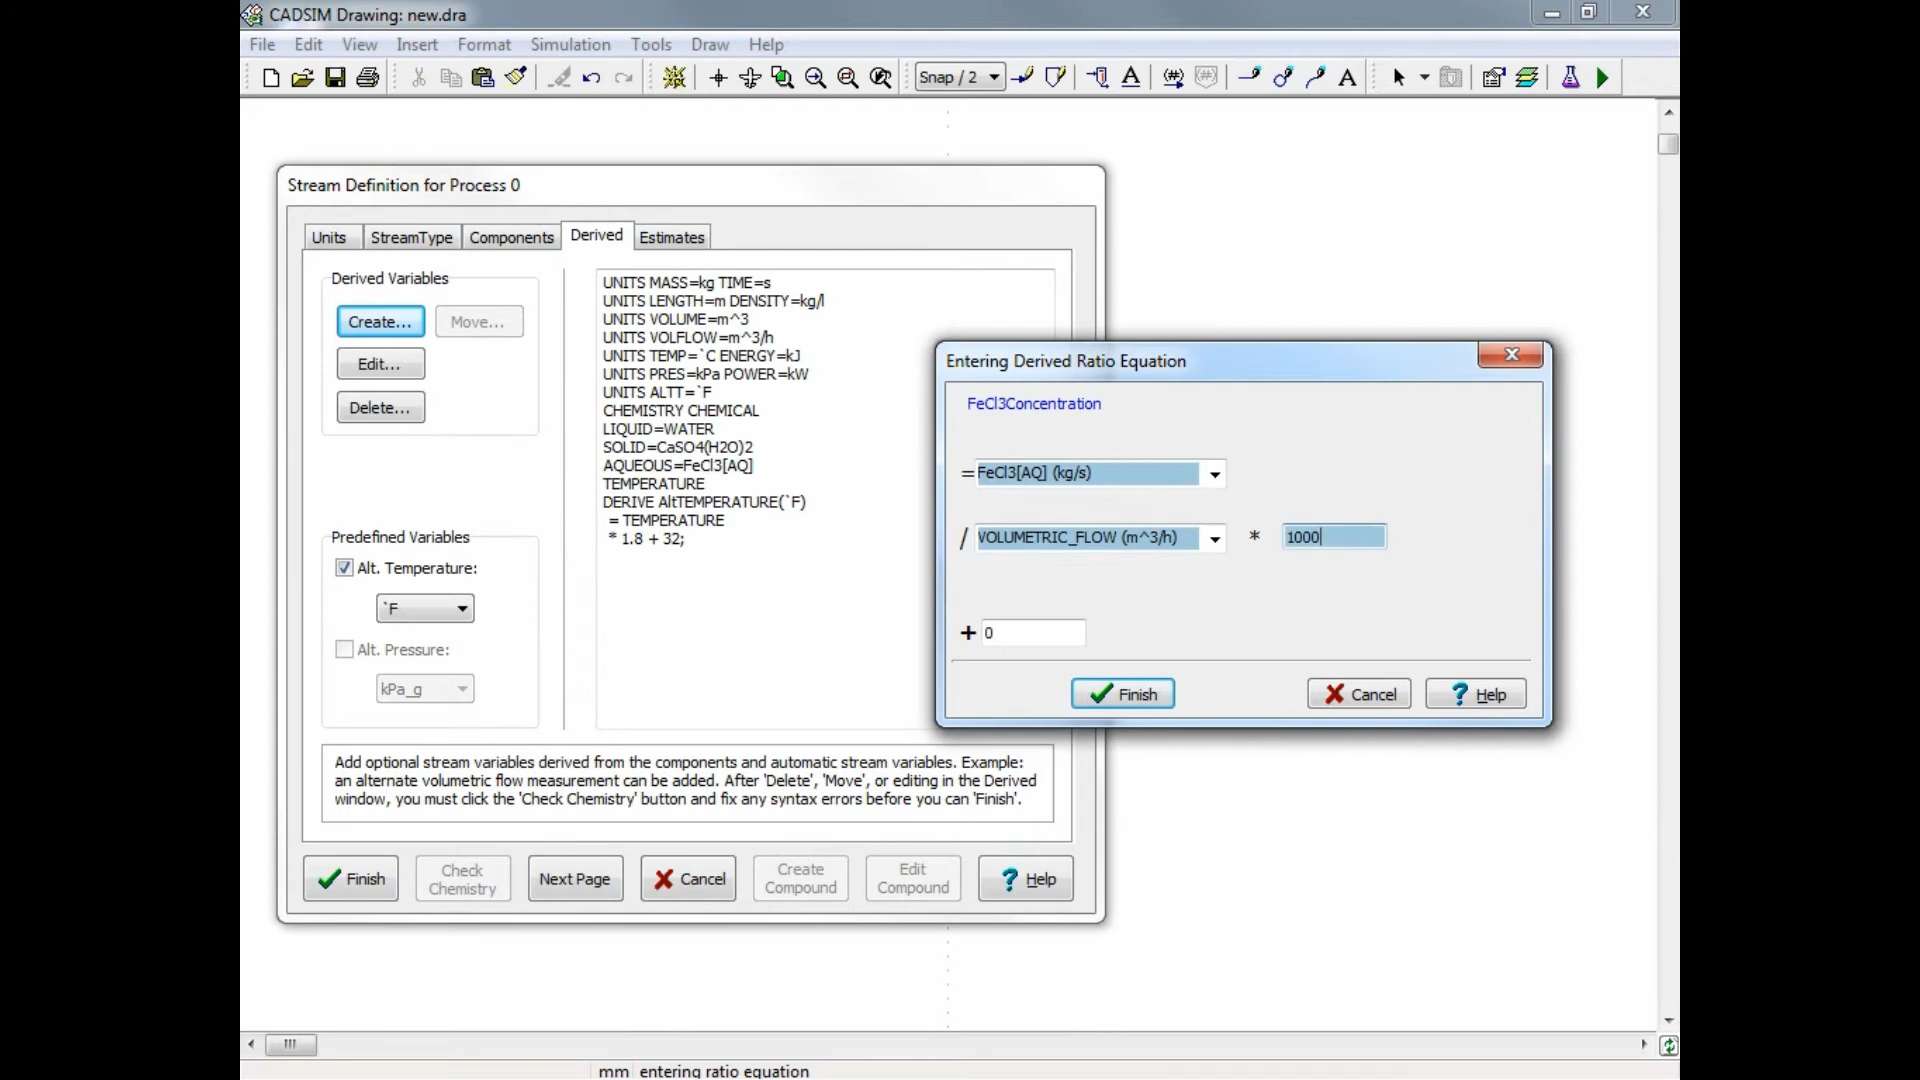 CADSIM Drawing: new.dra
File Edit View Insert Format Simulation Tools Draw Help
Snap / 2
Stream Definition for Process 0
Units StreamType Components Derived Estimates
Derived Variables
Create... Move...
Edit...
Delete...
Predefined Variables
Alt. Temperature:
`F
Alt. Pressure:
kPa_g
UNITS MASS=kg TIME=s
UNITS LENGTH=m DENSITY=kg/l
UNITS VOLUME=m^3
UNITS VOLFLOW=m^3/h
UNITS TEMP=`C ENERGY=kJ
UNITS PRES=kPa POWER=kW
UNITS ALTT=`F
CHEMISTRY CHEMICAL
LIQUID=WATER
SOLID=CaSO4(H2O)2
AQUEOUS=FeCl3[AQ]
TEMPERATURE
DERIVE AltTEMPERATURE(`F)
= TEMPERATURE
* 1.8 + 32;
Add optional stream variables derived from the components and automatic stream variables. Example:
an alternate volumetric flow measurement can be added. After 'Delete', 'Move', or editing in the Derived
window, you must click the 'Check Chemistry' button and fix any syntax errors before you can 'Finish'.
Finish Check Chemistry Next Page Cancel Create Compound Edit Compound Help
Entering Derived Ratio Equation
FeCl3Concentration
= FeCl3[AQ] (kg/s)
/ VOLUMETRIC_FLOW (m^3/h) * 1000
+ 0
Finish Cancel Help
mm entering ratio equation